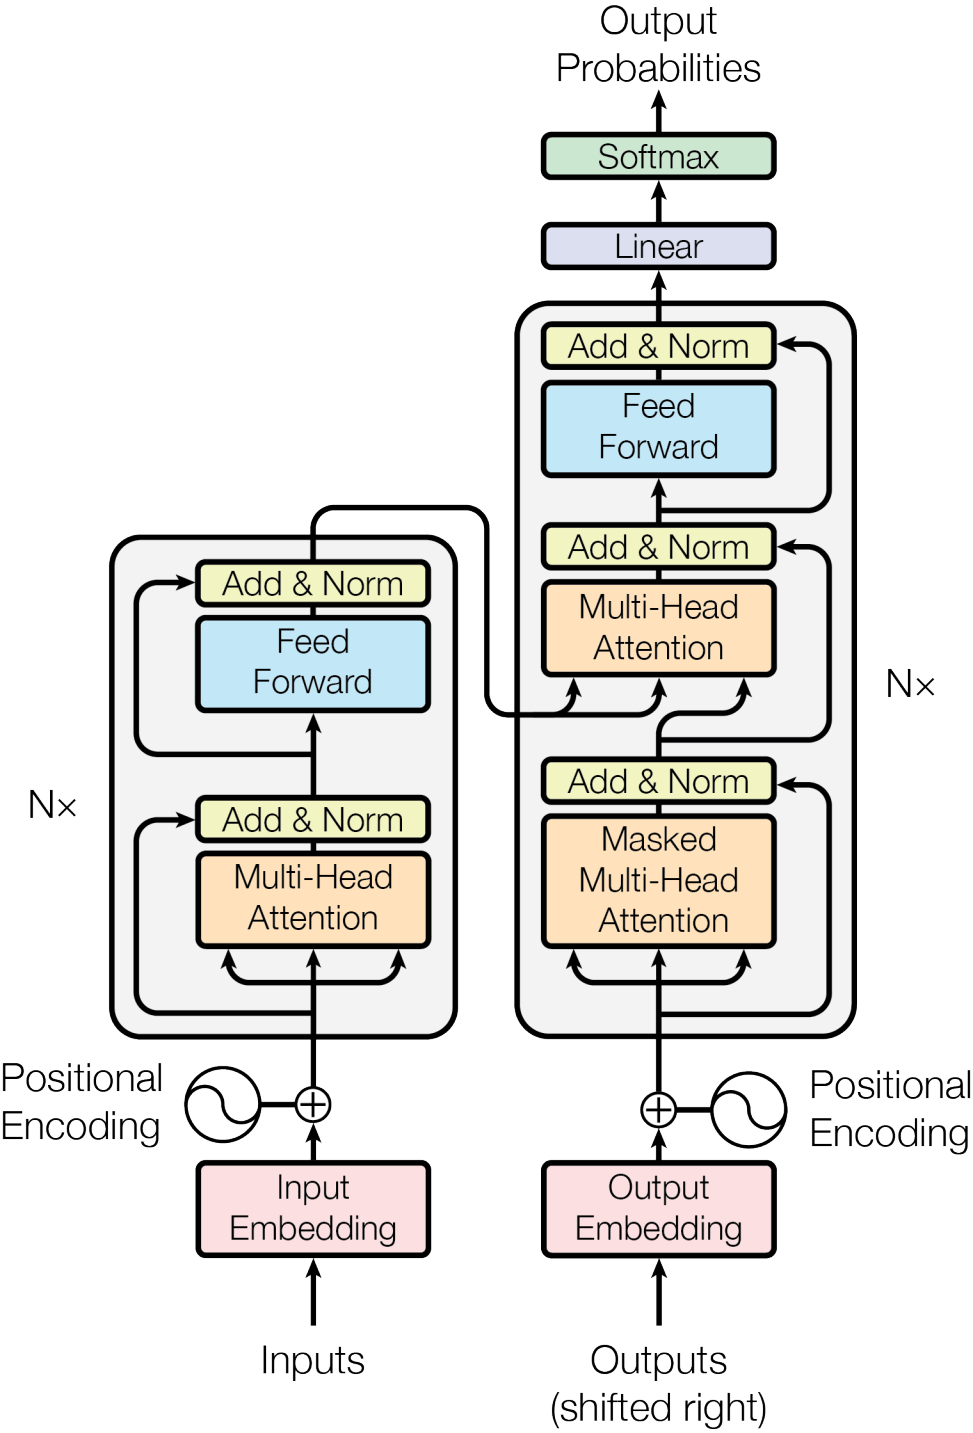 Output
Probabilities
Softmax
Linear
Add & Norm
Feed
Forward
Add & Norm
Multi-Head
Attention
Add & Norm
Masked
Multi-Head
Attention
N×
Positional
Encoding
Output
Embedding
Outputs
(shifted right)
Add & Norm
Feed
Forward
Add & Norm
Multi-Head
Attention
N×
Positional
Encoding
Input
Embedding
Inputs